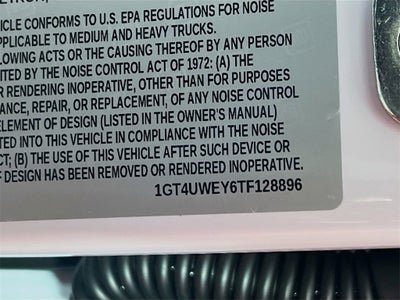 ICLE CONFORMS TO U.S. EPA REGULATIONS FOR NOISE
APPLICABLE TO MEDIUM AND HEAVY TRUCKS.
LLOWING ACTS OR THE CAUSING THEREOF BY ANY PERSON
ITED BY THE NOISE CONTROL ACT OF 1972: (A) THE
R RENDERING INOPERATIVE, OTHER THAN FOR PURPOSES
ANCE, REPAIR, OR REPLACEMENT, OF ANY NOISE CONTROL
ELEMENT OF DESIGN (LISTED IN THE OWNER'S MANUAL)
TED INTO THIS VEHICLE IN COMPLIANCE WITH THE NOISE
CT; (B) THE USE OF THIS VEHICLE AFTER SUCH DEVICE OR
F DESIGN HAS BEEN REMOVED OR RENDERED INOPERATIVE.
1GT4UWEY6TF128896